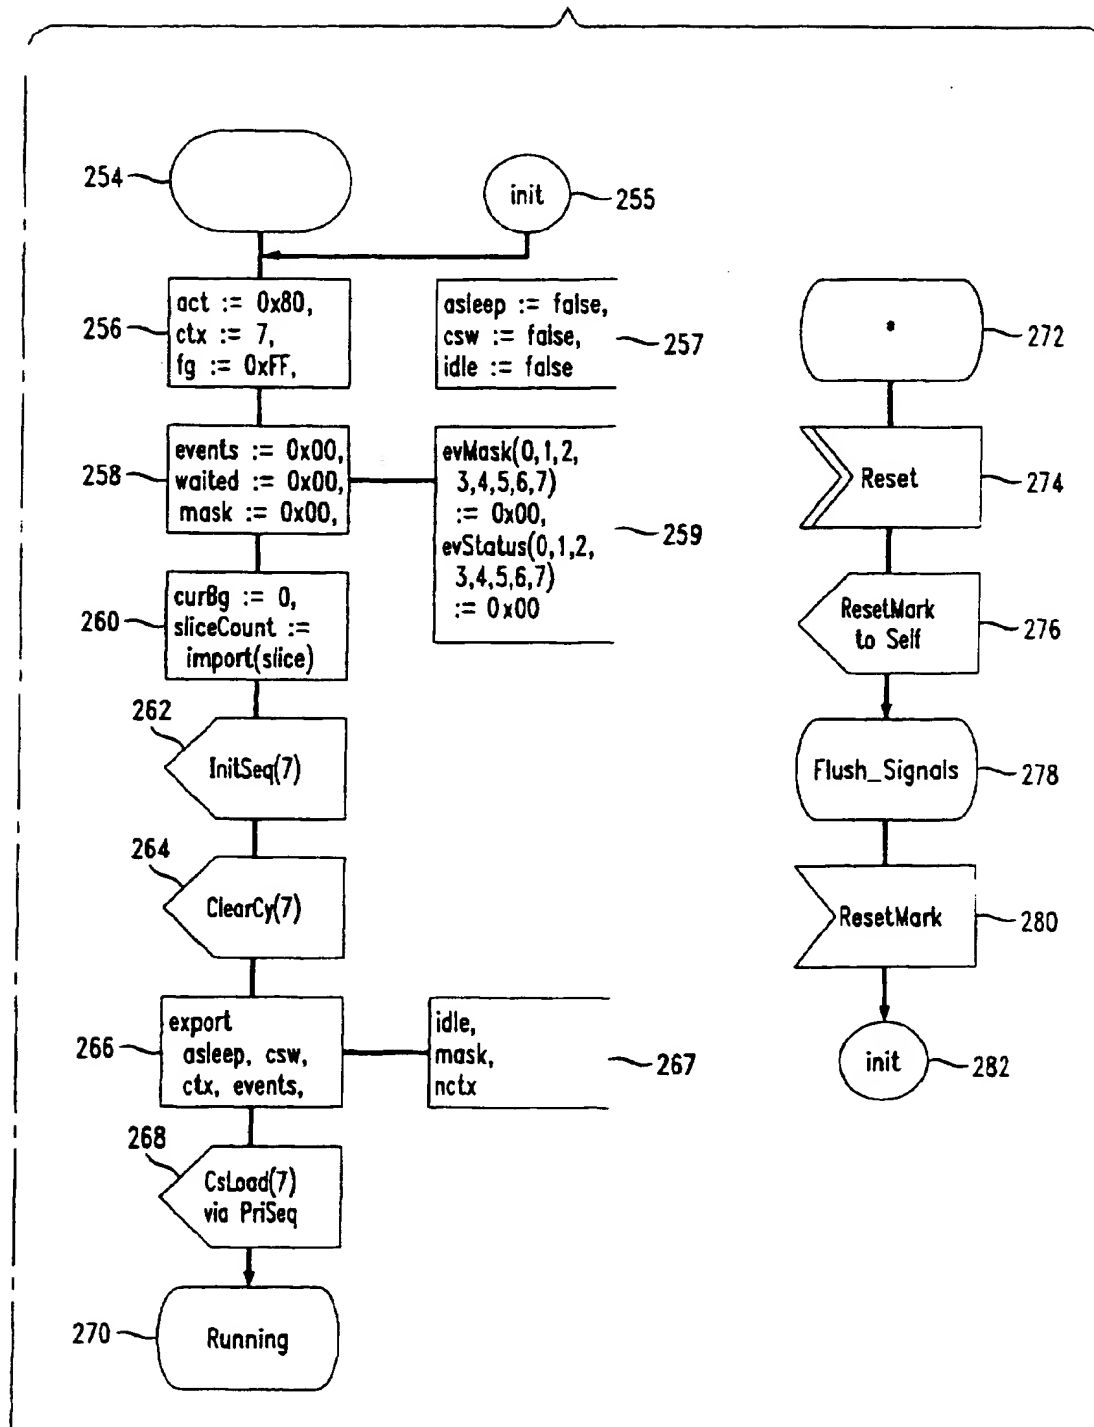 254
init
255
256
act := 0x80,
ctx := 7,
fg := 0xFF,
asleep := false,
csw := false,
idle := false
257
258
events := 0x00,
waited := 0x00,
mask := 0x00,
evMask(0,1,2,
3,4,5,6,7)
:= 0x00,
evStatus(0,1,2,
3,4,5,6,7)
:= 0x00
259
260
curBg := 0,
sliceCount :=
import(slice)
262
InitSeq(7)
264
ClearCy(7)
266
export
asleep, csw,
ctx, events,
idle,
mask,
nctx
267
268
CsLoad(7)
via PriSeq
270
Running
*
272
Reset
274
ResetMark
to Self
276
Flush_Signals
278
ResetMark
280
init
282